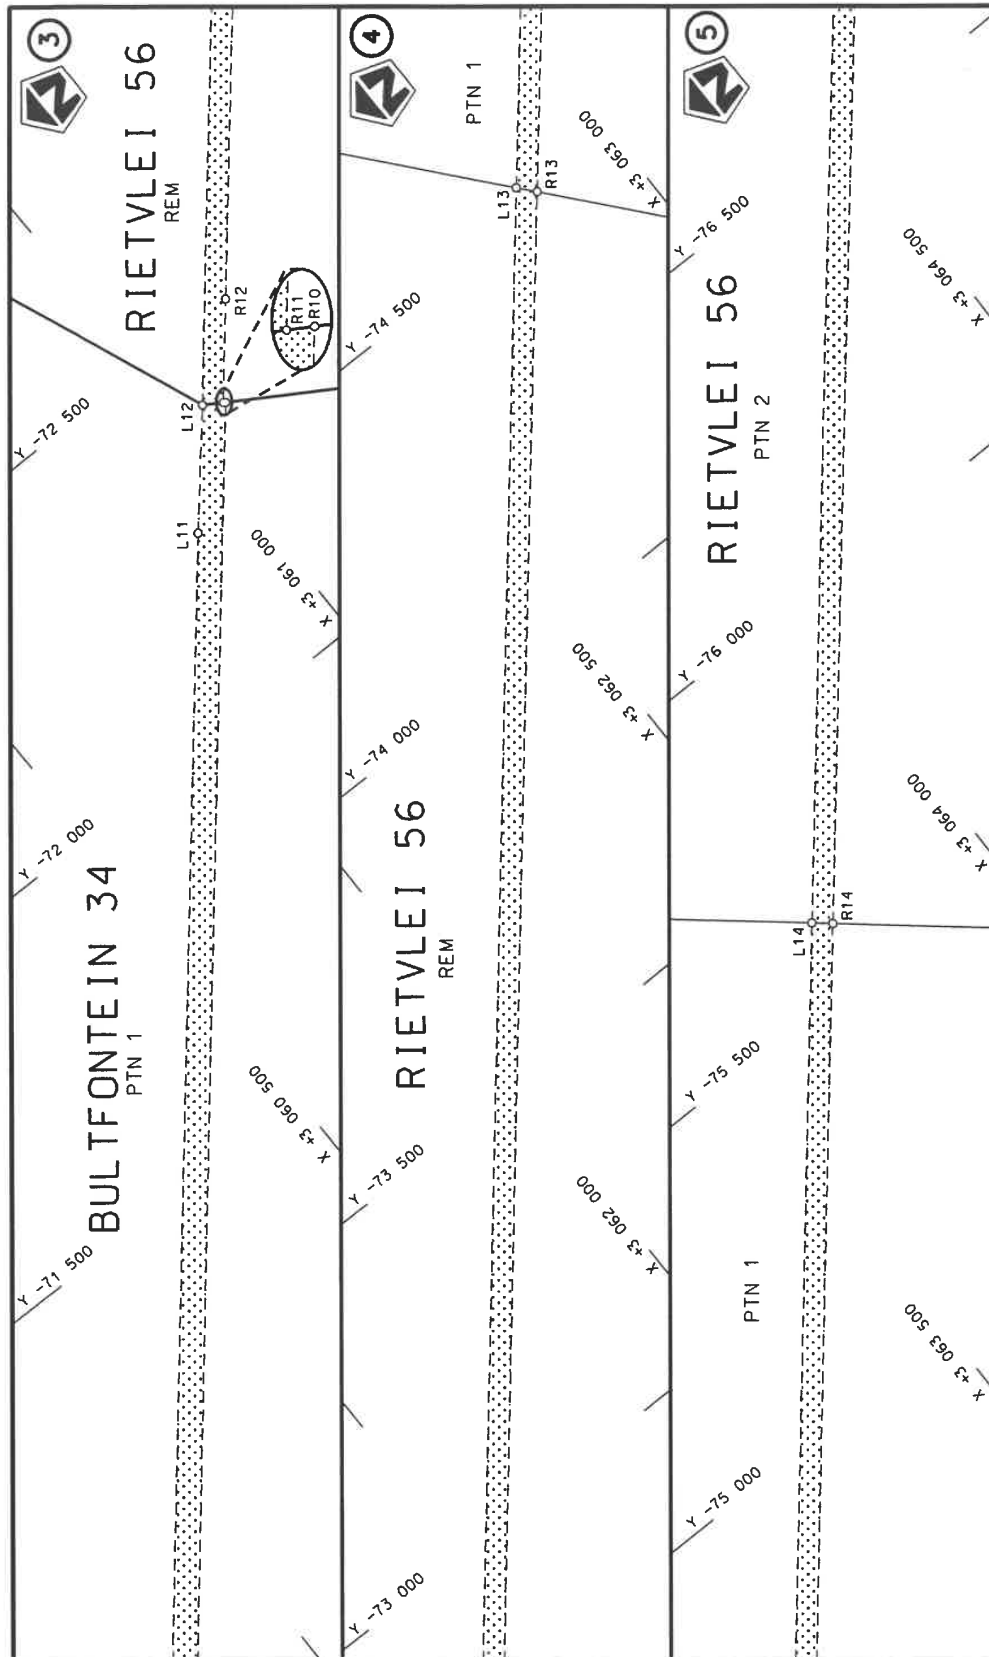 3
BULTFONTEIN 34
PTN 1
RIETVLEI 56
REM
Y -71 500
Y -72 000
Y -72 500
X +3 060 500
X +3 061 000
L11
L12
R12
R11
R10
4
RIETVLEI 56
REM
PTN 1
Y -73 000
Y -73 500
Y -74 000
Y -74 500
X +3 062 000
X +3 062 500
X +3 063 000
L13
R13
5
PTN 1
RIETVLEI 56
PTN 2
Y -75 000
Y -75 500
Y -76 000
Y -76 500
X +3 063 500
X +3 064 000
X +3 064 500
L14
R14